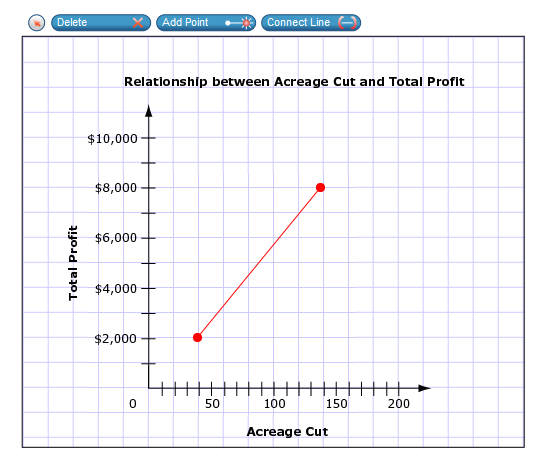 Delete Add Point Connect Line
Relationship between Acreage Cut and Total Profit
$10,000
$8,000
$6,000
$4,000
$2,000
Total Profit
0 50 100 150 200
Acreage Cut